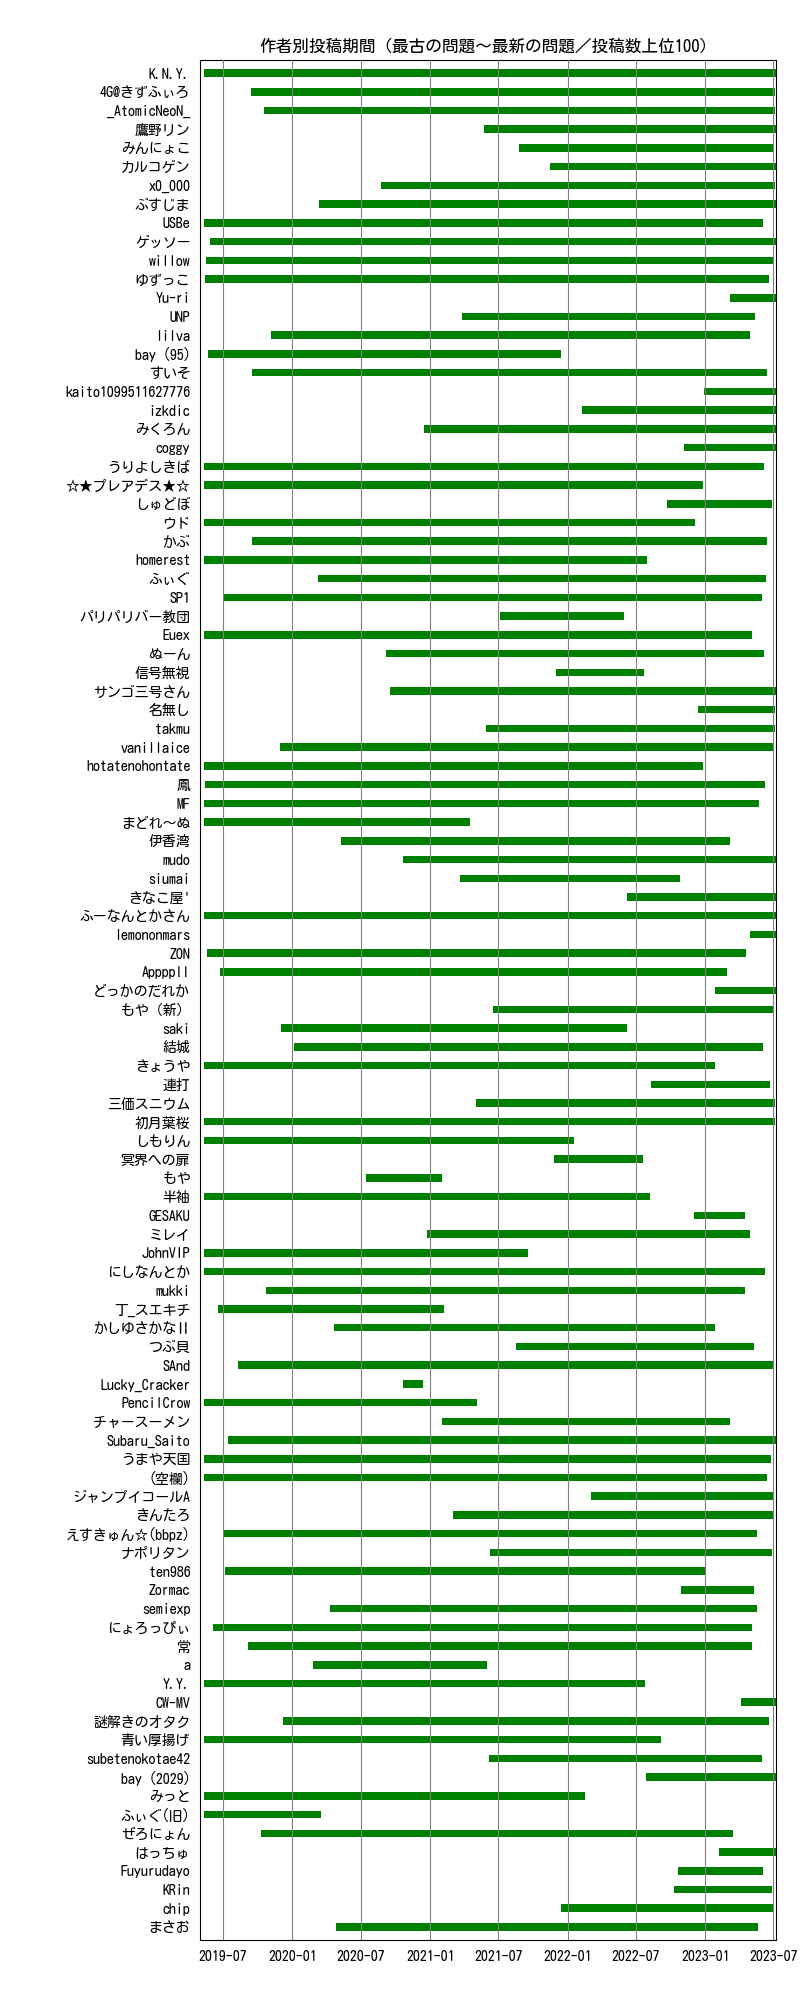 作者別投稿期間（最古の問題～最新の問題／投稿数上位100）
K.N.Y.
4G@きずふぃろ
_AtomicNeoN_
鷹野リン
みんにょこ
カルコゲン
x0_000
ぶすじま
USBe
ゲッソー
willow
ゆずっこ
Yu-ri
UNP
lilva
bay (95)
すいそ
kaito1099511627776
izkdic
みくろん
coggy
うりよしきば
☆★プレアデス★☆
しゅどぼ
ウド
かぶ
homerest
ふぃぐ
SP1
パリパリバー教団
Euex
ぬーん
信号無視
サンゴ三号さん
名無し
takmu
vanillaice
hotatenohontate
鳳
MF
まどれ～ぬ
伊香湾
mudo
siumai
きなこ屋'
ふーなんとかさん
lemononmars
ZON
Appppll
どっかのだれか
もや（新）
saki
結城
きょうや
連打
三価スニウム
初月葉桜
しもりん
冥界への扉
もや
半袖
GESAKU
ミレイ
JohnVIP
にしなんとか
mukki
丁_スエキチ
かしゆさかなⅡ
つぶ貝
SAnd
Lucky_Cracker
PencilCrow
チャースーメン
Subaru_Saito
うまや天国
(空欄)
ジャンプイコールA
きんたろ
えすきゅん☆(bbpz)
ナポリタン
ten986
Zormac
semiexp
にょろっぴぃ
常
a
Y.Y.
CW-MV
謎解きのオタク
青い厚揚げ
subetenokotae42
bay (2029)
みっと
ふぃぐ(旧)
ぜろにょん
はっちゅ
Fuyurudayo
KRin
chip
まさお
2019-07 2020-01 2020-07 2021-01 2021-07 2022-01 2022-07 2023-01 2023-07